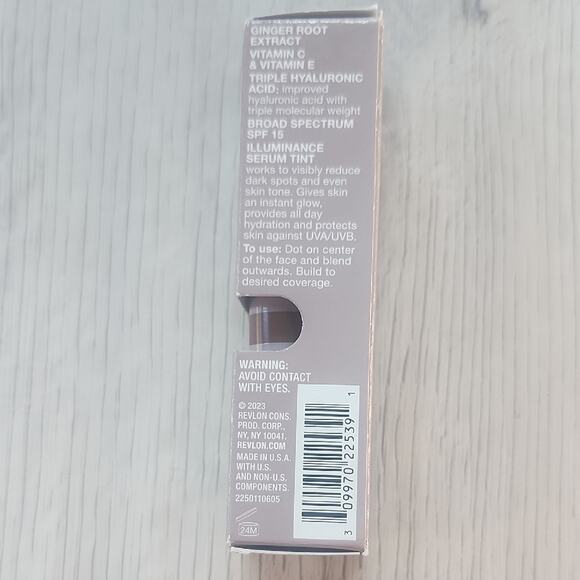 GINGER ROOT
EXTRACT
VITAMIN C
& VITAMIN E
TRIPLE HYALURONIC
ACID: improved
hyaluronic acid with
triple molecular weight
BROAD SPECTRUM
SPF 15
ILLUMINANCE
SERUM TINT
works to visibly reduce
dark spots and even
skin tone. Gives skin
an instant glow,
provides all day
hydration and protects
skin against UVA/UVB.
To use: Dot on center
of the face and blend
outwards. Build to
desired coverage.
WARNING:
AVOID CONTACT
WITH EYES.
© 2023
REVLON CONS.
PROD. CORP.,
NY, NY 10041.
REVLON.COM
MADE IN U.S.A.
WITH U.S.
AND NON-U.S.
COMPONENTS.
2250110605
24M
3 09970 22539 1